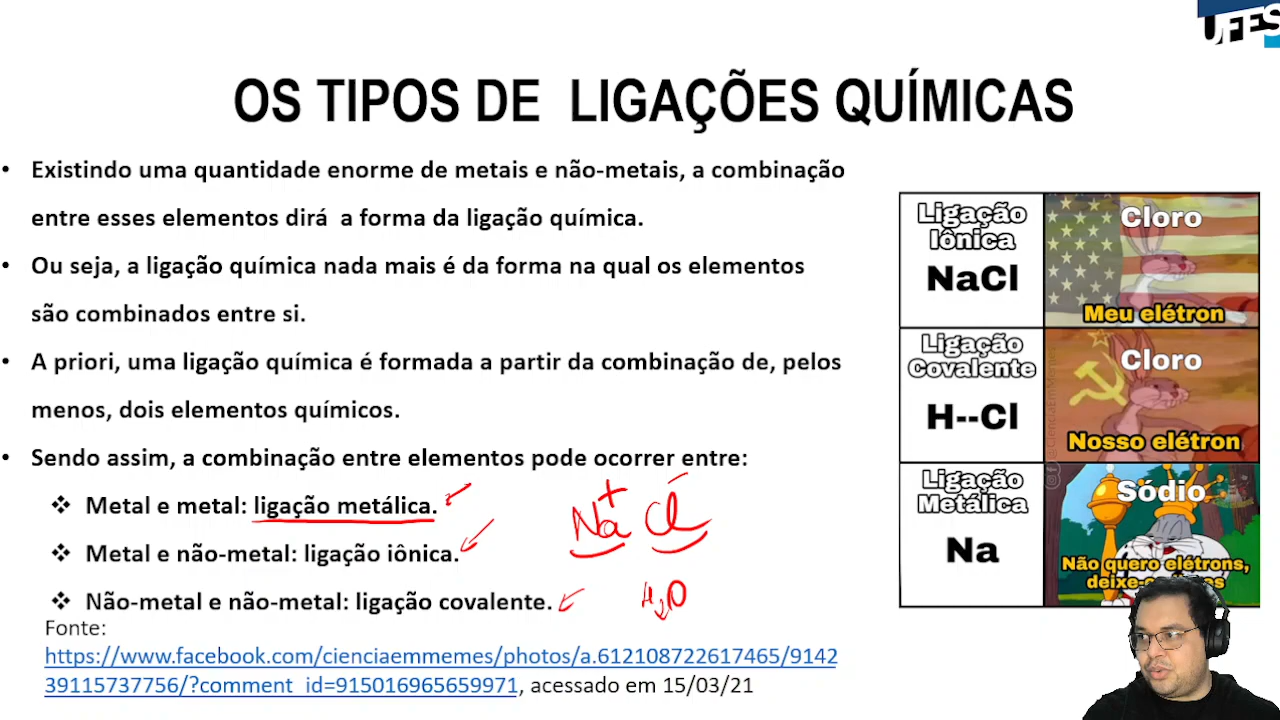 UFES
OS TIPOS DE LIGAÇÕES QUÍMICAS
• Existindo uma quantidade enorme de metais e não-metais, a combinação
entre esses elementos dirá a forma da ligação química.
• Ou seja, a ligação química nada mais é da forma na qual os elementos
são combinados entre si.
• A priori, uma ligação química é formada a partir da combinação de, pelos
menos, dois elementos químicos.
• Sendo assim, a combinação entre elementos pode ocorrer entre:
❖ Metal e metal: ligação metálica.
❖ Metal e não-metal: ligação iônica.
❖ Não-metal e não-metal: ligação covalente.
Na+ Cl-
H2O
Fonte:
https://www.facebook.com/cienciaemmemes/photos/a.612108722617465/9142
39115737756/?comment_id=915016965659971, acessado em 15/03/21
Ligação
Iônica
NaCl
Cloro
Meu elétron
Ligação
Covalente
H--Cl
Cloro
Nosso elétron
Ligação
Metálica
Na
Sódio
Não quero elétrons,